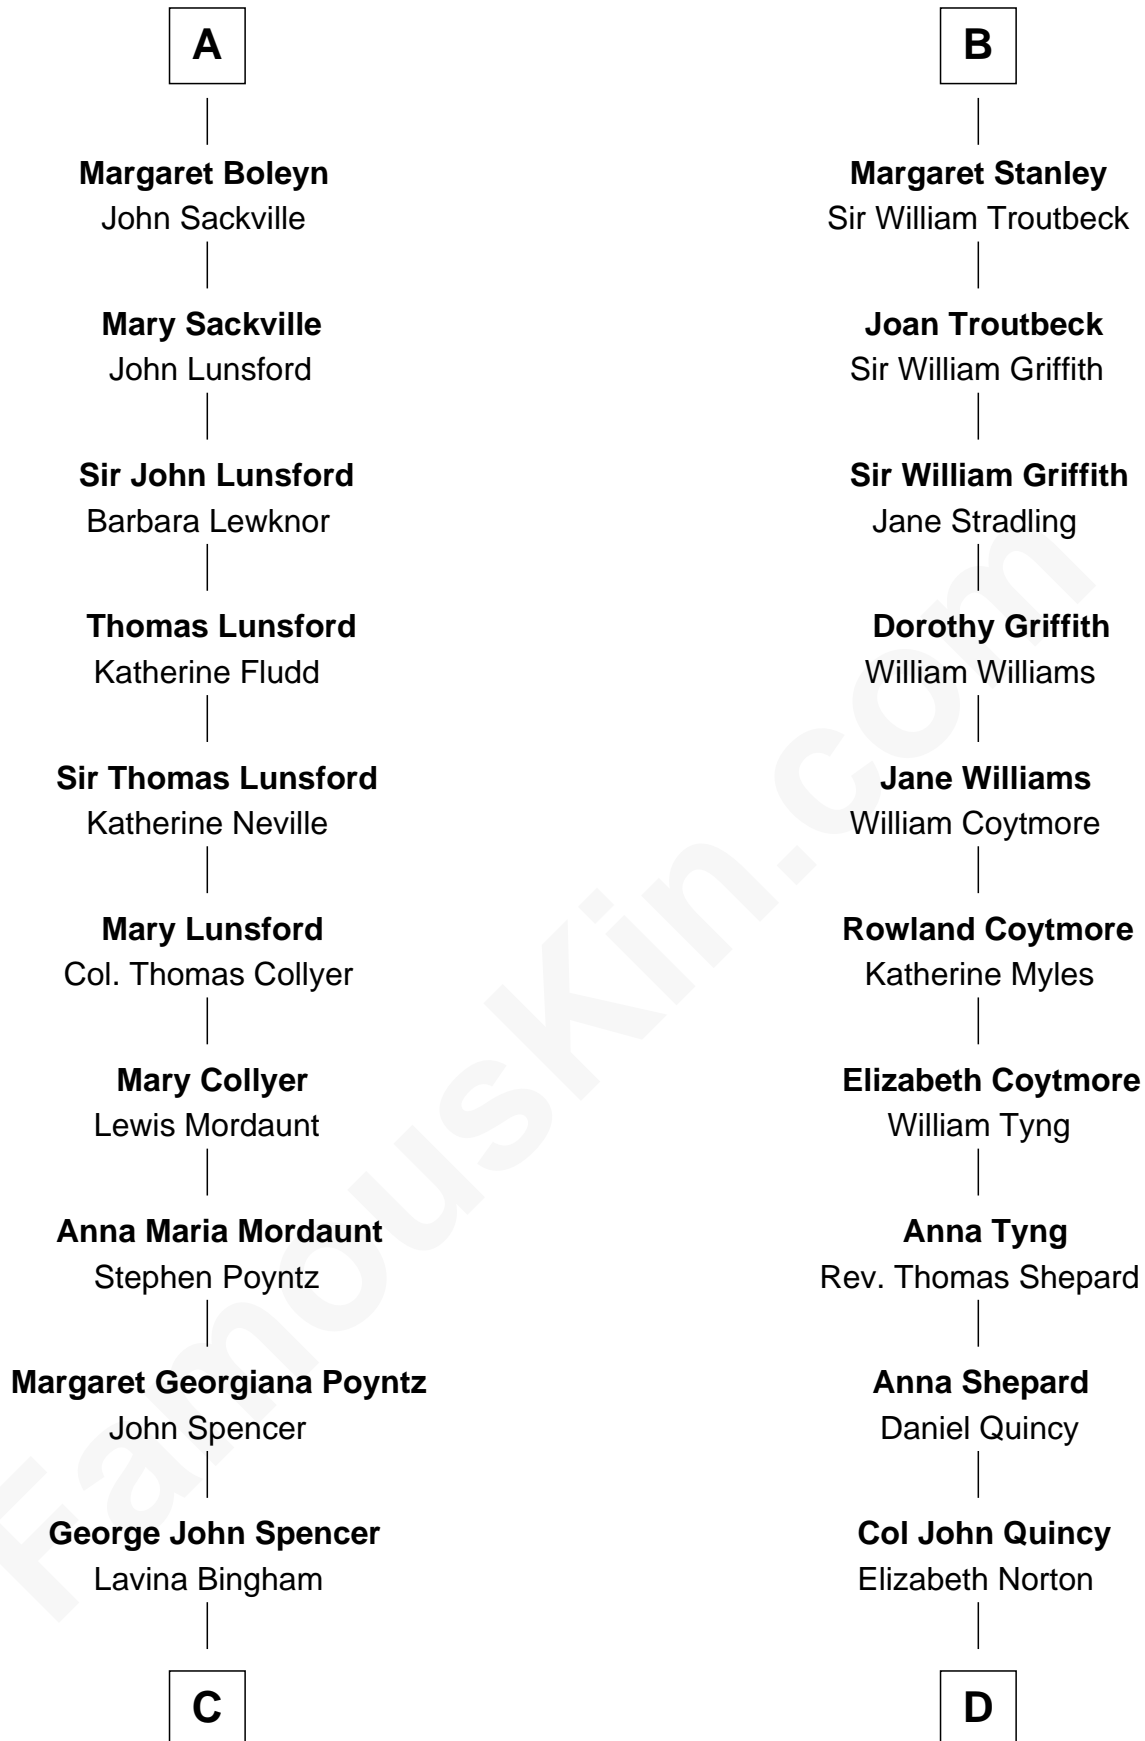 A
Margaret Boleyn
John Sackville
Mary Sackville
John Lunsford
Sir John Lunsford
Barbara Lewknor
Thomas Lunsford
Katherine Fludd
Sir Thomas Lunsford
Katherine Neville
Mary Lunsford
Col. Thomas Collyer
Mary Collyer
Lewis Mordaunt
Anna Maria Mordaunt
Stephen Poyntz
Margaret Georgiana Poyntz
John Spencer
George John Spencer
Lavina Bingham
C
B
Margaret Stanley
Sir William Troutbeck
Joan Troutbeck
Sir William Griffith
Sir William Griffith
Jane Stradling
Dorothy Griffith
William Williams
Jane Williams
William Coytmore
Rowland Coytmore
Katherine Myles
Elizabeth Coytmore
William Tyng
Anna Tyng
Rev. Thomas Shepard
Anna Shepard
Daniel Quincy
Col John Quincy
Elizabeth Norton
D
FamousKin.com